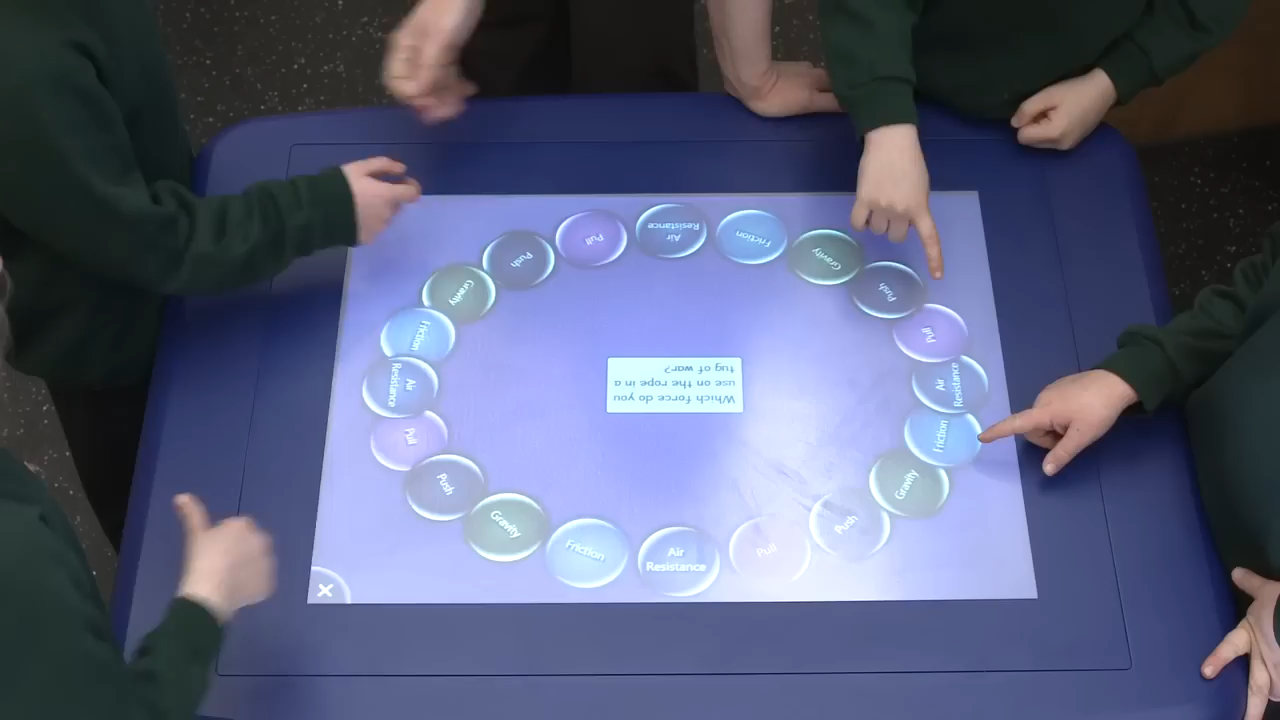 Air
Resistance
Friction
Pull
Gravity
Push
Push
Gravity
Pull
Friction
Air
Resistance
Air
Resistance
Friction
Pull
Gravity
Push
Which force do you
use on the rope in a
tug of war?
Push
Gravity
Pull
Friction
Air
Resistance